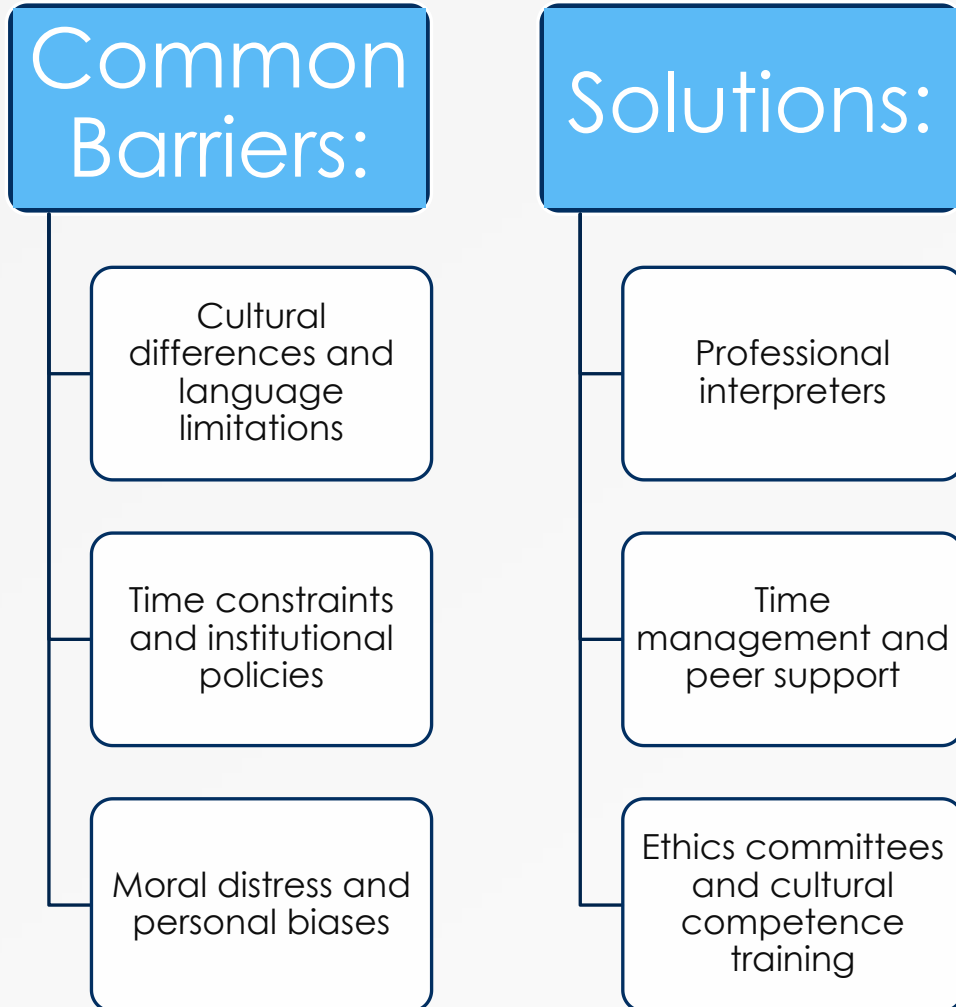 Common
Barriers:
Cultural
differences and
language
limitations
Time constraints
and institutional
policies
Moral distress and
personal biases
Solutions:
Professional
interpreters
Time
management and
peer support
Ethics committees
and cultural
competence
training